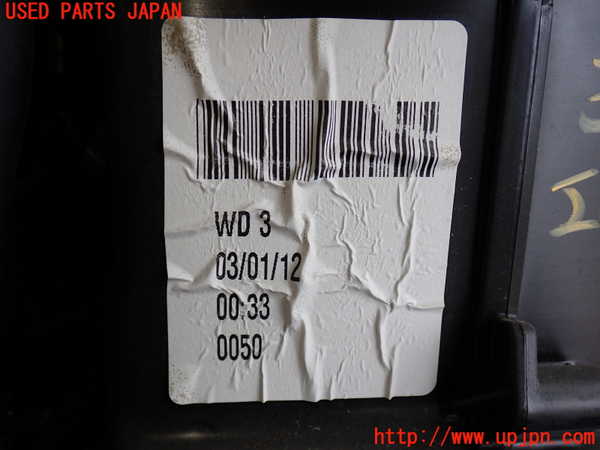 USED PARTS JAPAN
WD 3
03/01/12
00:33
0050
http://www.upjpn.com